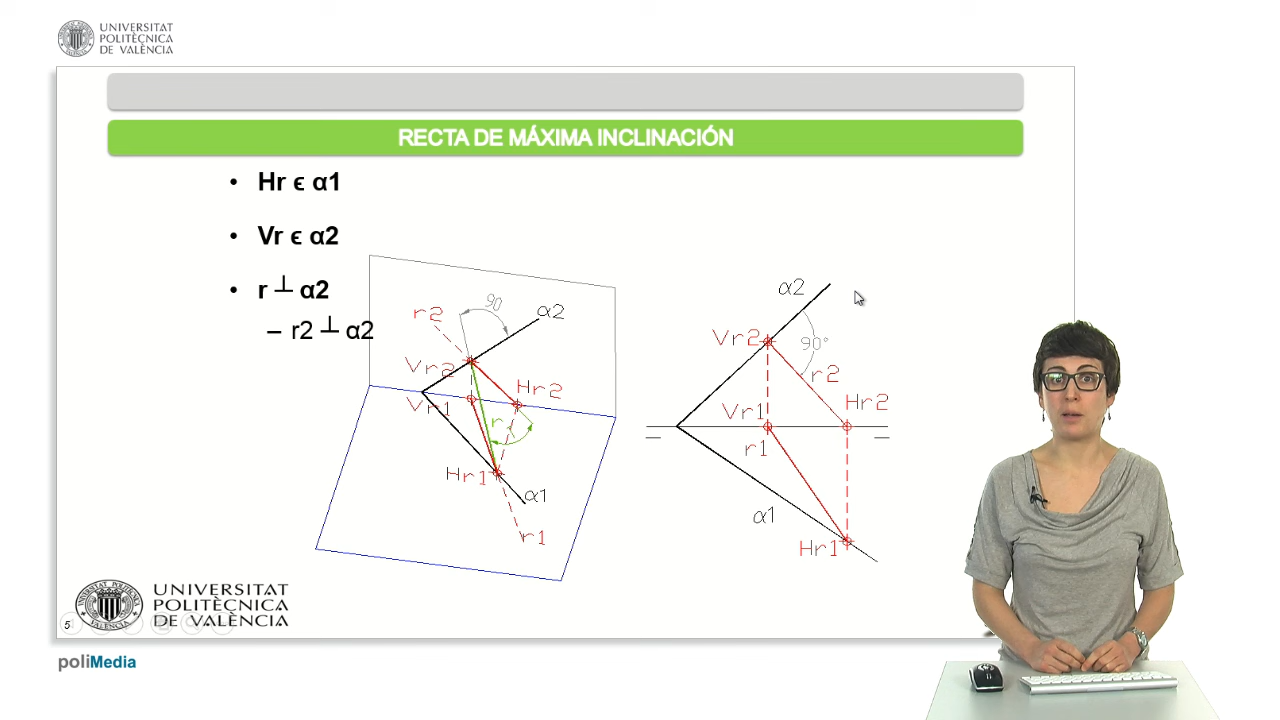 UNIVERSITAT
POLITÈCNICA
DE VALÈNCIA
RECTA DE MÁXIMA INCLINACIÓN
• Hr ϵ α1
• Vr ϵ α2
• r ┴ α2
– r2 ┴ α2
r2
90
α2
Vr2
Hr2
Vr1
r
Hr1
α1
r1
α2
Vr2
90°
r2
Vr1
Hr2
r1
α1
Hr1
UNIVERSITAT
POLITÈCNICA
DE VALÈNCIA
5
poliMedia